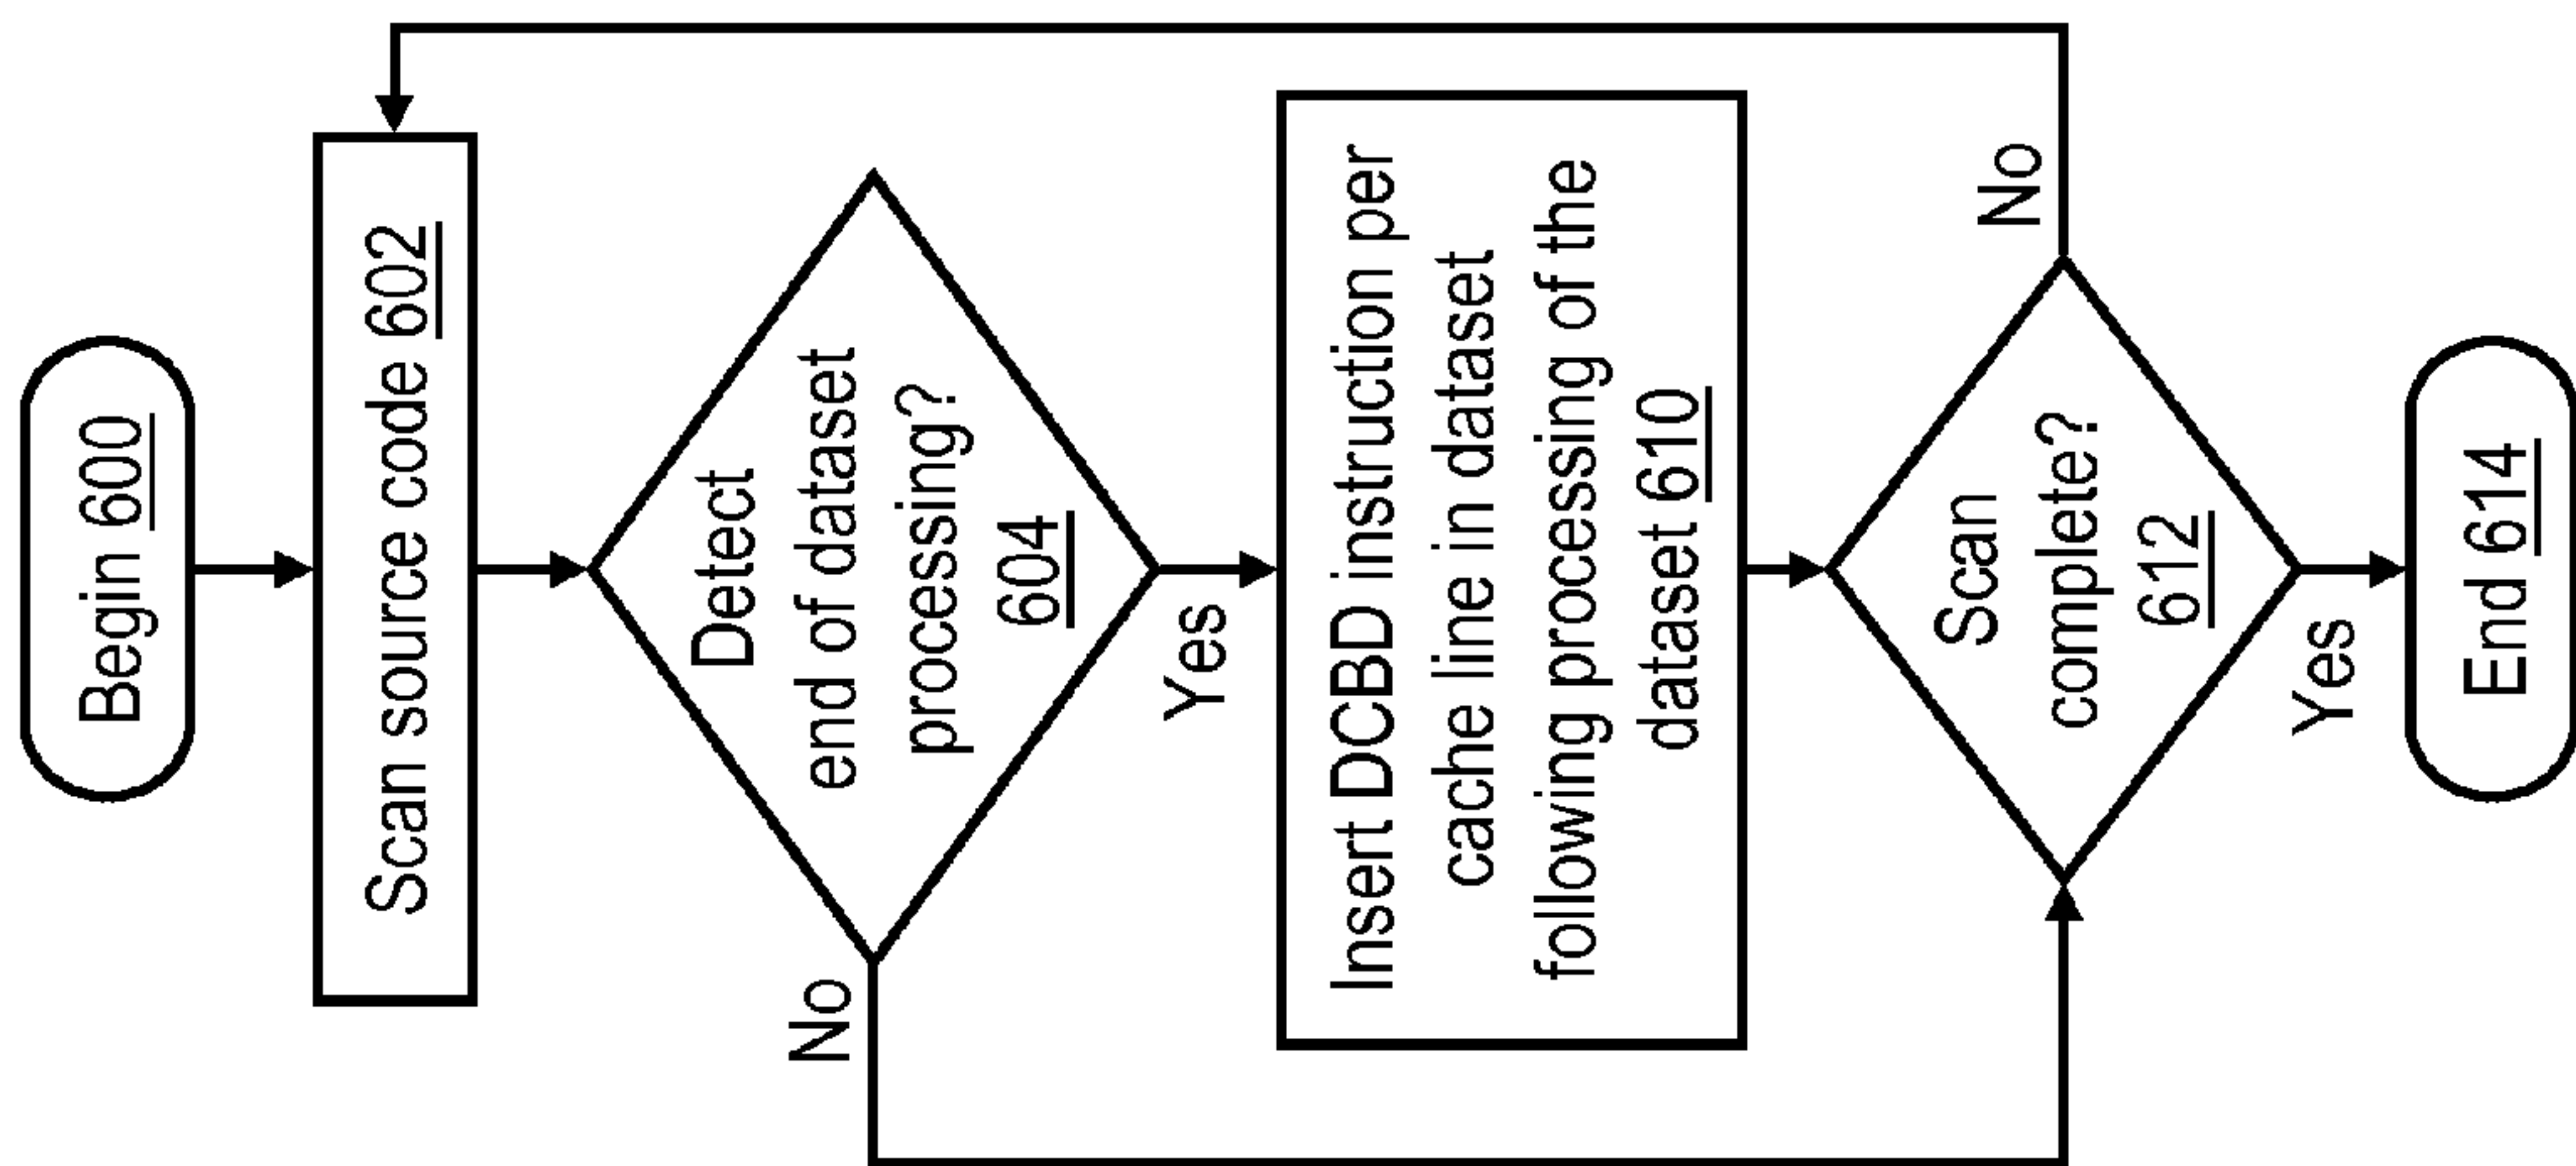 Begin 600
Scan source code 602
Detect
end of dataset
processing?
604
No
Yes
Insert DCBD instruction per
cache line in dataset
following processing of the
dataset 610
Scan
complete?
612
No
Yes
End 614